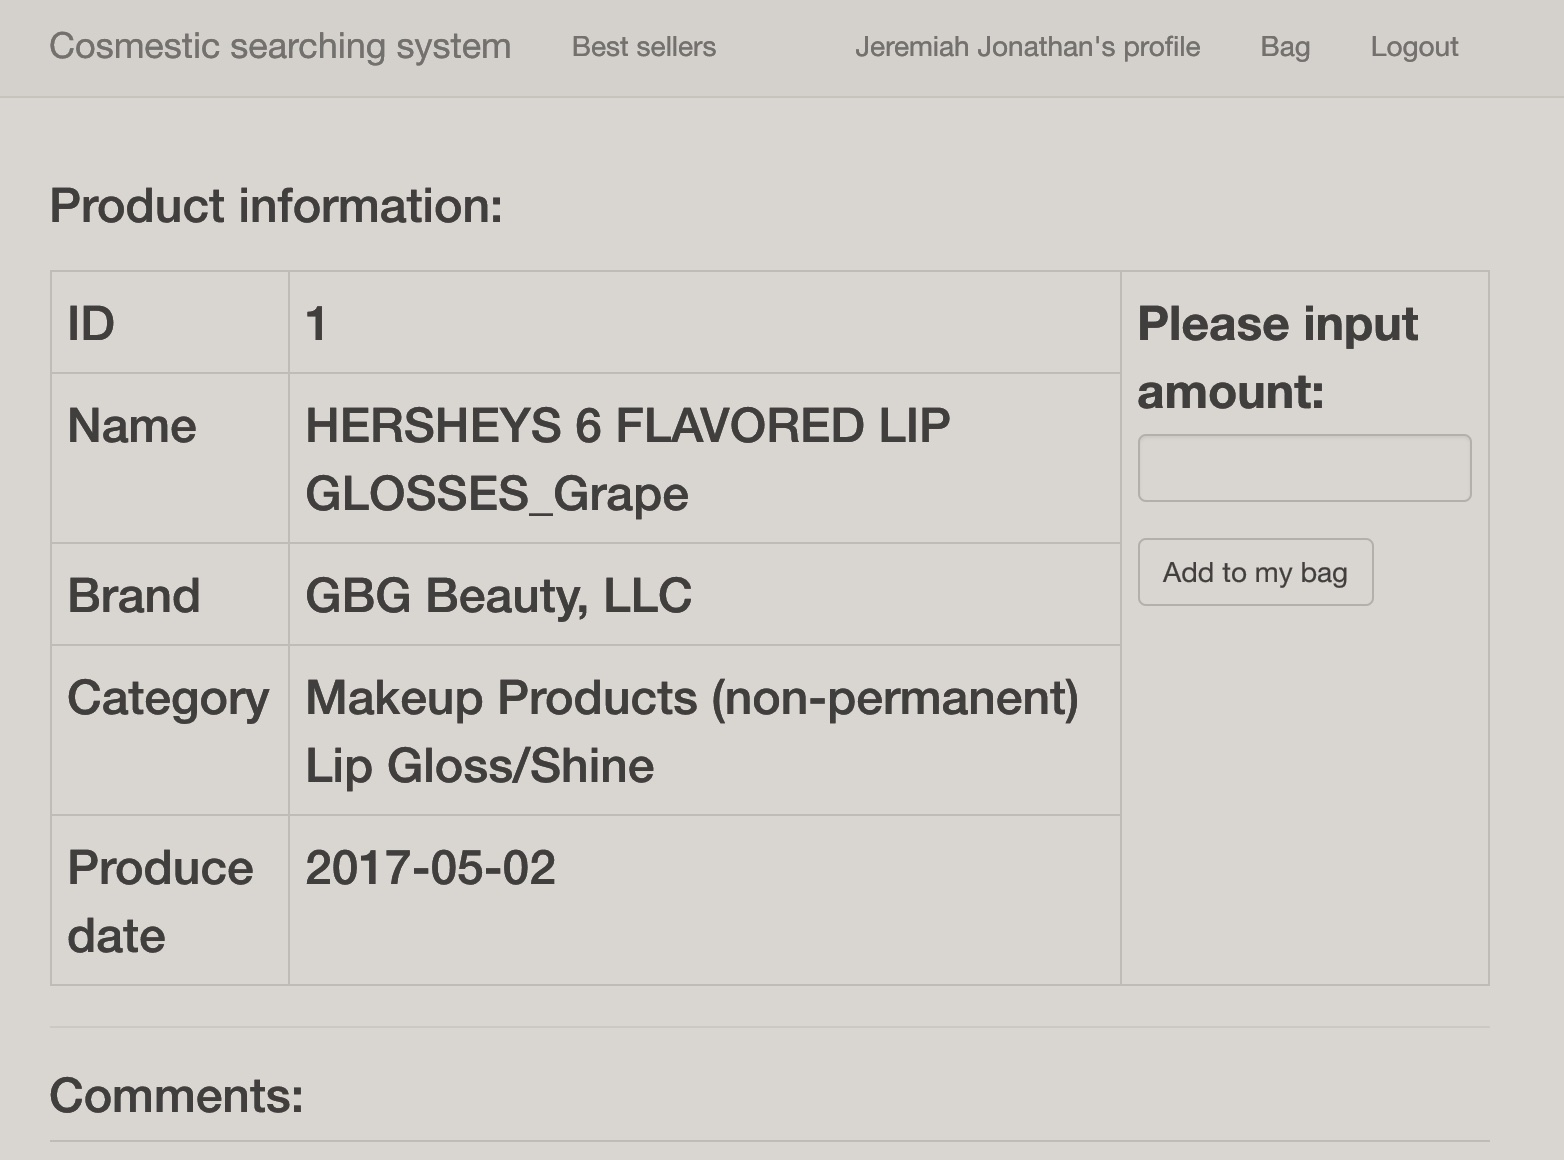 Cosmestic searching system Best sellers Jeremiah Jonathan's profile Bag Logout
Product information:
ID 1
Name HERSHEYS 6 FLAVORED LIP
GLOSSES_Grape
Brand GBG Beauty, LLC
Category Makeup Products (non-permanent)
Lip Gloss/Shine
Produce 2017-05-02
date
Please input
amount:
Add to my bag
Comments: